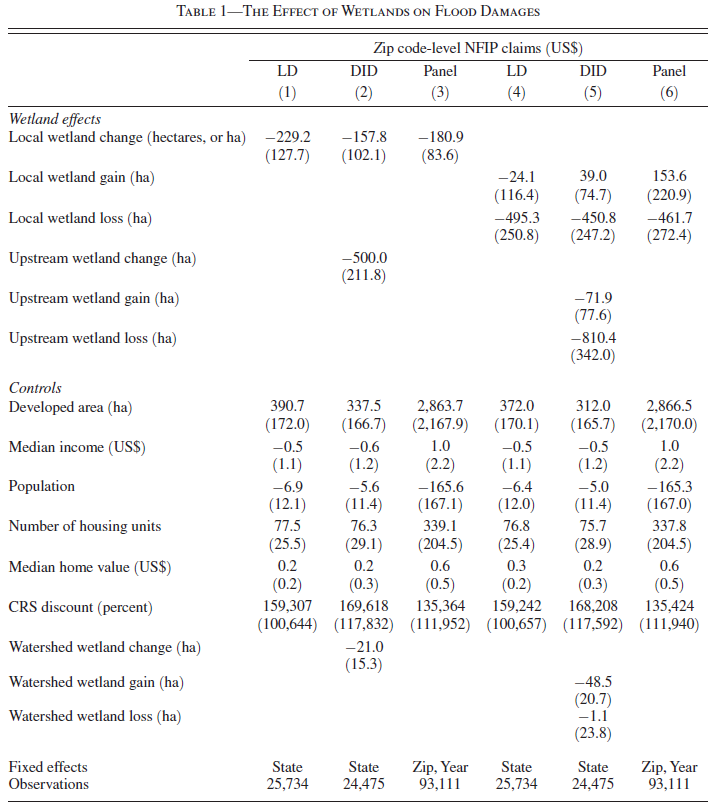 TABLE 1—THE EFFECT OF WETLANDS ON FLOOD DAMAGES
Zip code-level NFIP claims (US$)
LD DID Panel LD DID Panel
(1) (2) (3) (4) (5) (6)
Wetland effects
Local wetland change (hectares, or ha) −229.2 −157.8 −180.9
(127.7) (102.1) (83.6)
Local wetland gain (ha) −24.1 39.0 153.6
(116.4) (74.7) (220.9)
Local wetland loss (ha) −495.3 −450.8 −461.7
(250.8) (247.2) (272.4)
Upstream wetland change (ha) −500.0
(211.8)
Upstream wetland gain (ha) −71.9
(77.6)
Upstream wetland loss (ha) −810.4
(342.0)
Controls
Developed area (ha) 390.7 337.5 2,863.7 372.0 312.0 2,866.5
(172.0) (166.7) (2,167.9) (170.1) (165.7) (2,170.0)
Median income (US$) −0.5 −0.6 1.0 −0.5 −0.5 1.0
(1.1) (1.2) (2.2) (1.1) (1.2) (2.2)
Population −6.9 −5.6 −165.6 −6.4 −5.0 −165.3
(12.1) (11.4) (167.1) (12.0) (11.4) (167.0)
Number of housing units 77.5 76.3 339.1 76.8 75.7 337.8
(25.5) (29.1) (204.5) (25.4) (28.9) (204.5)
Median home value (US$) 0.2 0.2 0.6 0.3 0.2 0.6
(0.2) (0.3) (0.5) (0.2) (0.3) (0.5)
CRS discount (percent) 159,307 169,618 135,364 159,242 168,208 135,424
(100,644) (117,832) (111,952) (100,657) (117,592) (111,940)
Watershed wetland change (ha) −21.0
(15.3)
Watershed wetland gain (ha) −48.5
(20.7)
Watershed wetland loss (ha) −1.1
(23.8)
Fixed effects State State Zip, Year State State Zip, Year
Observations 25,734 24,475 93,111 25,734 24,475 93,111